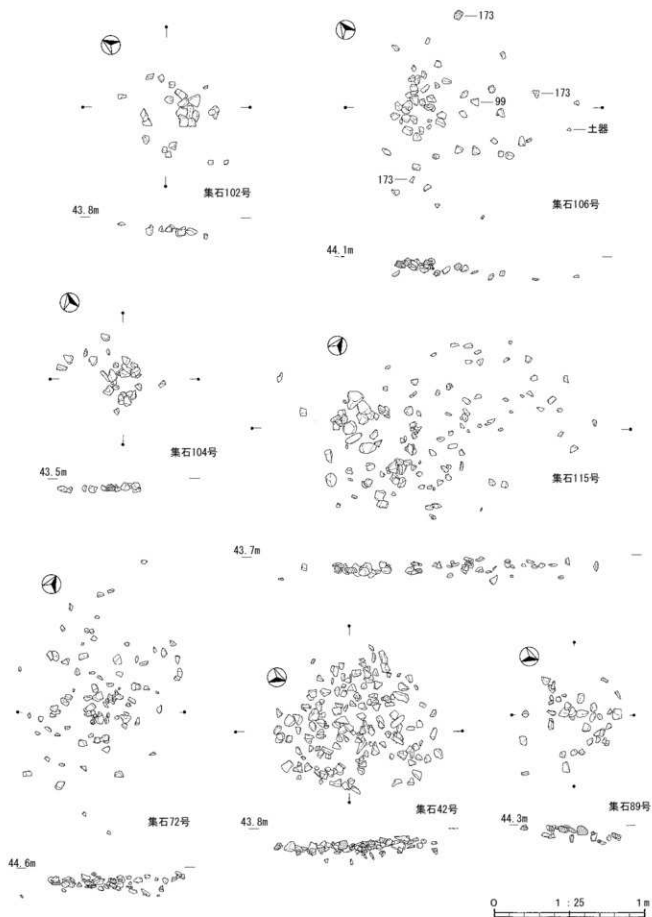 173
173
99
土器
173
集石102号
集石106号
43.8m
44.1m
集石104号
集石115号
43.5m
43.7m
集石72号
集石42号
集石89号
44.6m
43.8m
44.3m
0 1:25 1m